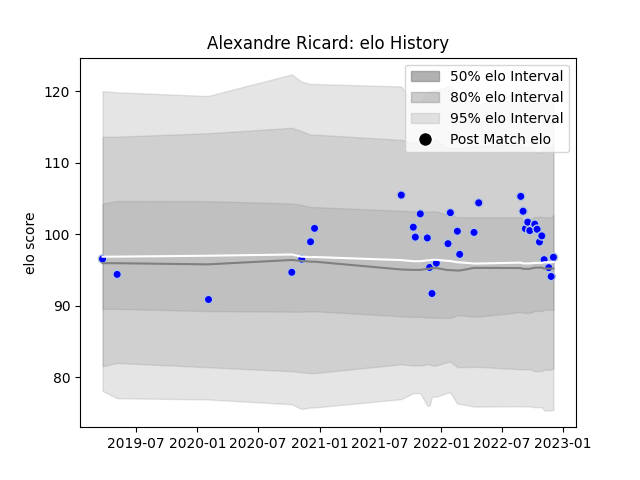 Alexandre Ricard: elo History
50% elo Interval
80% elo Interval
95% elo Interval
Post Match elo
elo score
120
110
100
90
80
2019-07 2020-01 2020-07 2021-01 2021-07 2022-01 2022-07 2023-01